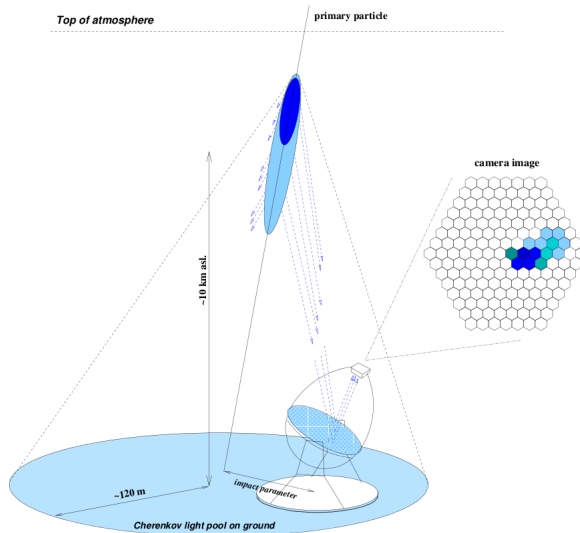 primary particle
Top of atmosphere
camera image
~10 km asl.
impact parameter
~120 m
Cherenkov light pool on ground